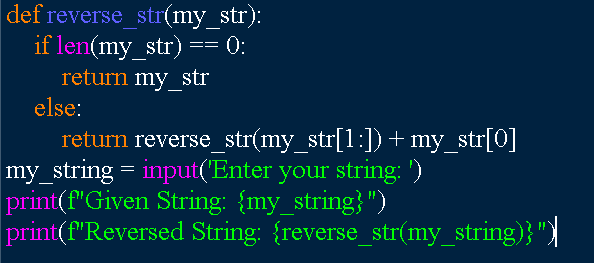 def reverse_str(my_str):
    if len(my_str) == 0:
        return my_str
    else:
        return reverse_str(my_str[1:]) + my_str[0]
my_string = input('Enter your string: ')
print(f"Given String: {my_string}")
print(f"Reversed String: {reverse_str(my_string)}")